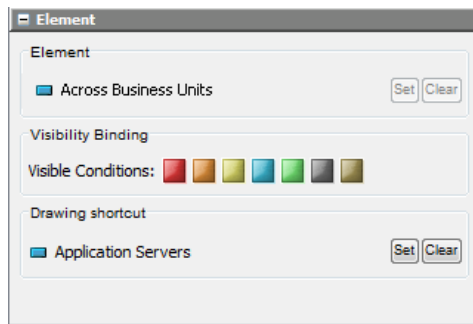 Element
Element
Across Business Units Set Clear
Visibility Binding
Visible Conditions:
Drawing shortcut
Application Servers Set Clear